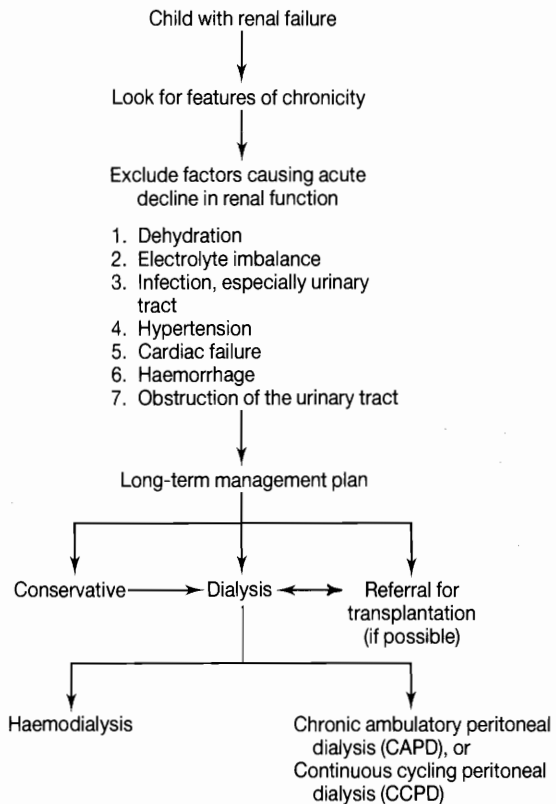 Child with renal failure
Look for features of chronicity
Exclude factors causing acute
decline in renal function
1. Dehydration
2. Electrolyte imbalance
3. Infection, especially urinary
tract
4. Hypertension
5. Cardiac failure
6. Haemorrhage
7. Obstruction of the urinary tract
Long-term management plan
Conservative
Dialysis
Referral for
transplantation
(if possible)
Haemodialysis
Chronic ambulatory peritoneal
dialysis (CAPD), or
Continuous cycling peritoneal
dialysis (CCPD)